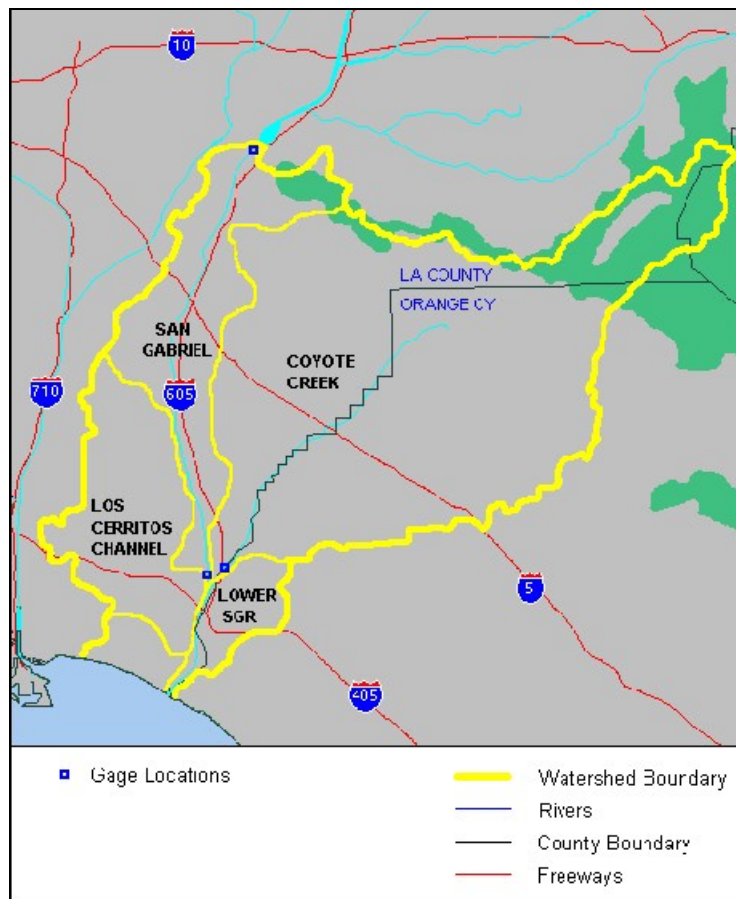 10
LA COUNTY
ORANGE CY
SAN
GABRIEL
COYOTE
CREEK
710
605
LOS
CERRITOS
CHANNEL
5
LOWER
SGR
405
Gage Locations
Watershed Boundary
Rivers
County Boundary
Freeways